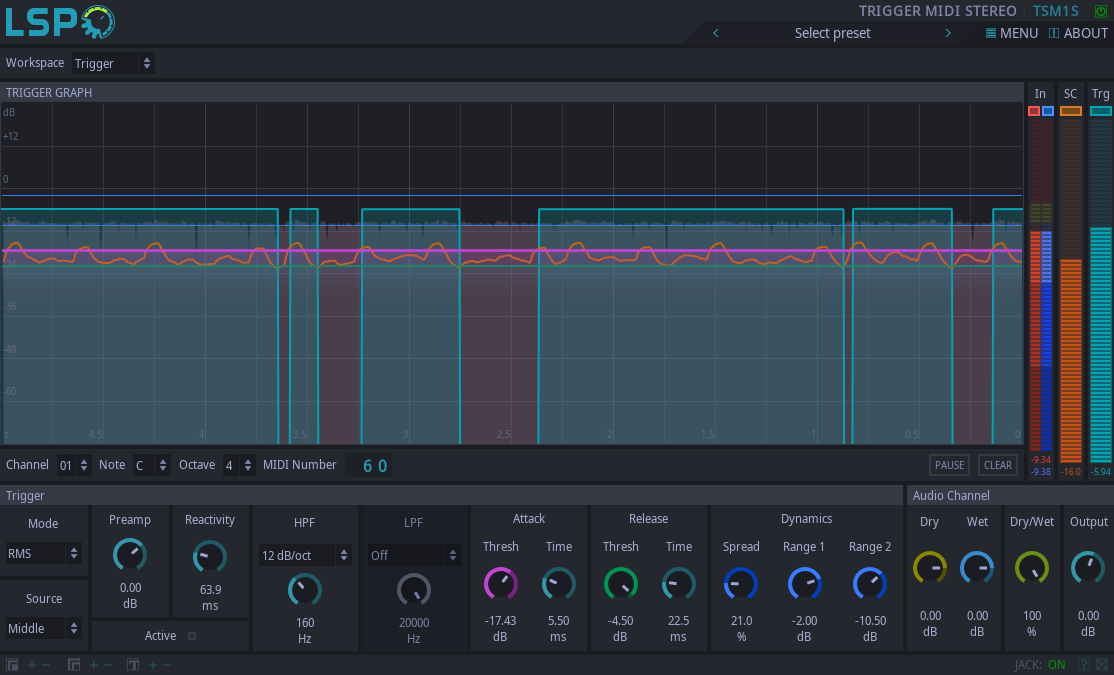 LSP
TRIGGER MIDI STEREO TSM1S
Select preset
MENU ABOUT
Workspace Trigger
TRIGGER GRAPH In SC Trg
dB
+12
0
-12
-24
-36
-48
-60
s 4.5 4 3.5 3 2.5 2 1.5 1 0.5 0
-9.34
-9.38 -16.0 -5.94
Channel 01 Note C Octave 4 MIDI Number 60 PAUSE CLEAR
Trigger Audio Channel
Mode Preamp Reactivity HPF LPF Attack Release Dynamics Dry Wet Dry/Wet Output
RMS 12 dB/oct Off Thresh Time Thresh Time Spread Range 1 Range 2
0.00 dB 63.9 ms
Source
Middle
Active
160 Hz 20000 Hz -17.43 dB 5.50 ms -4.50 dB 22.5 ms 21.0 % -2.00 dB -10.50 dB 0.00 dB 0.00 dB 100 % 0.00 dB
JACK: ON